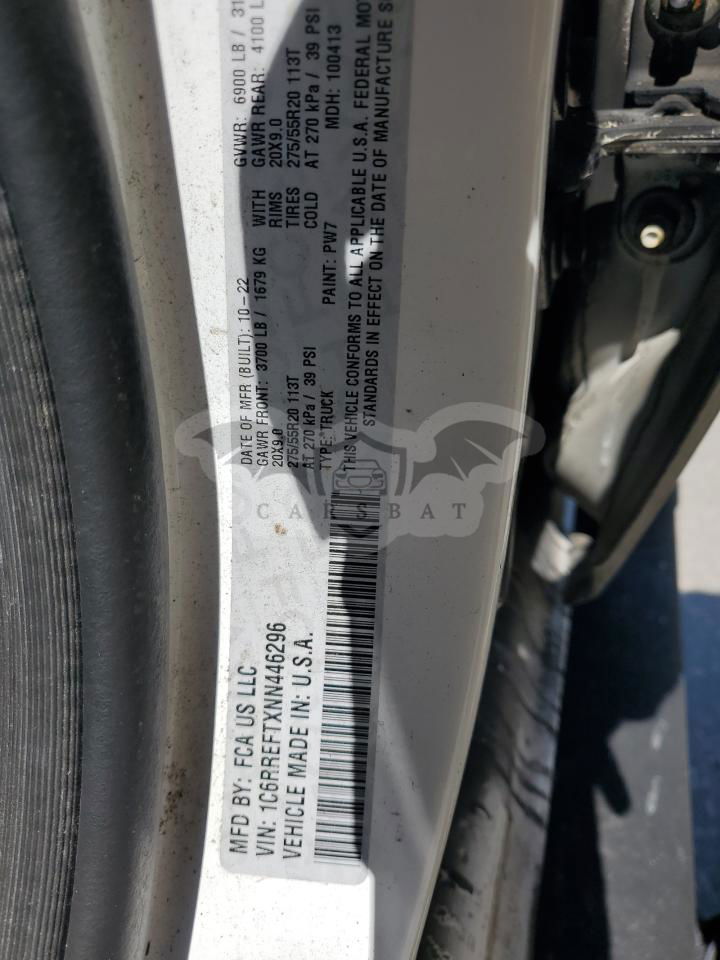 MFD BY: FCA US LLC
DATE OF MFR (BUILT): 10-22
GVWR: 6900 LB / 31
VIN: 1C6RREFTXNN446296
GAWR FRONT: 3700 LB / 1679 KG WITH
GAWR REAR: 4100 L
VEHICLE MADE IN: U.S.A.
20X9.0 RIMS 20X9.0
275/55R20 113T TIRES 275/55R20 113T
AT 270 kPa / 39 PSI COLD AT 270 kPa / 39 PSI
TYPE: TRUCK PAINT: PW7 MDH: 100413
THIS VEHICLE CONFORMS TO ALL APPLICABLE U.S.A. FEDERAL MO
STANDARDS IN EFFECT ON THE DATE OF MANUFACTURE S
CARSBAT